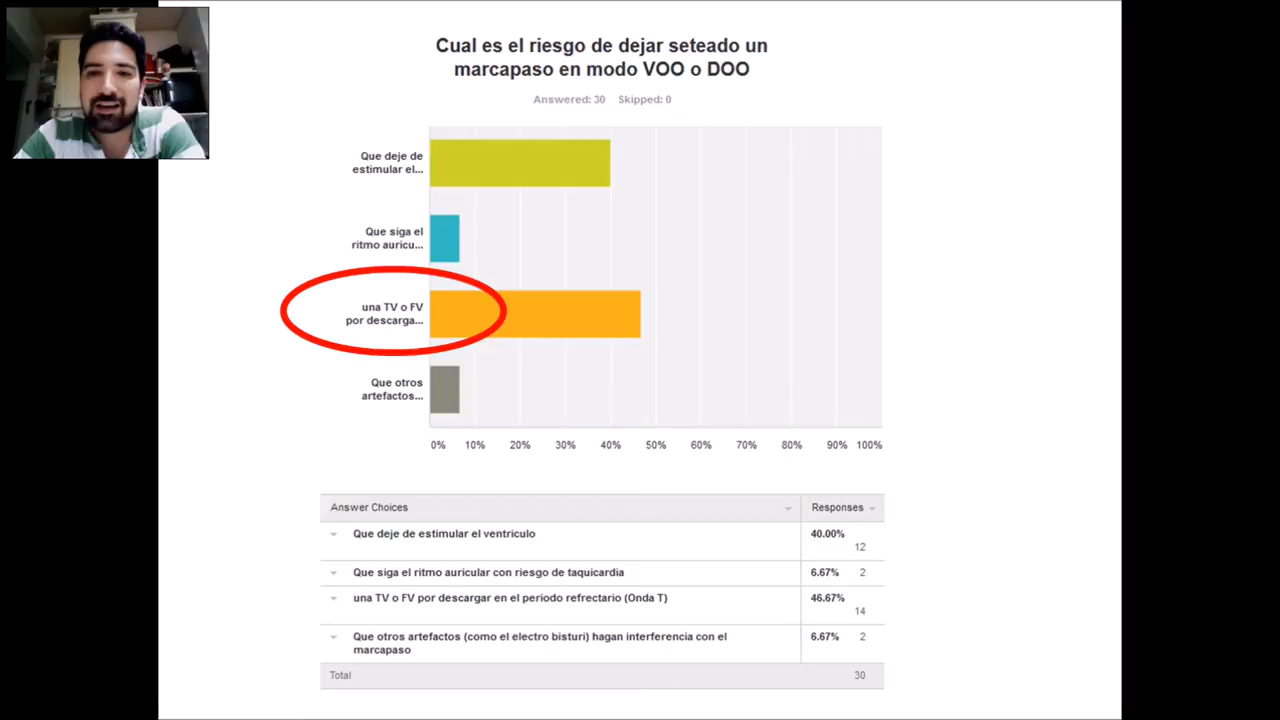 Cual es el riesgo de dejar seteado un
marcapaso en modo VOO o DOO
Answered: 30 Skipped: 0
Que deje de
estimular el...
Que siga el
ritmo auricu...
una TV o FV
por descarga...
Que otros
artefactos...
0% 10% 20% 30% 40% 50% 60% 70% 80% 90% 100%
Answer Choices Responses
Que deje de estimular el ventriculo 40.00%
12
Que siga el ritmo auricular con riesgo de taquicardia 6.67% 2
una TV o FV por descargar en el periodo refrectario (Onda T) 46.67%
14
Que otros artefactos (como el electro bisturi) hagan interferencia con el 6.67% 2
marcapaso
Total 30